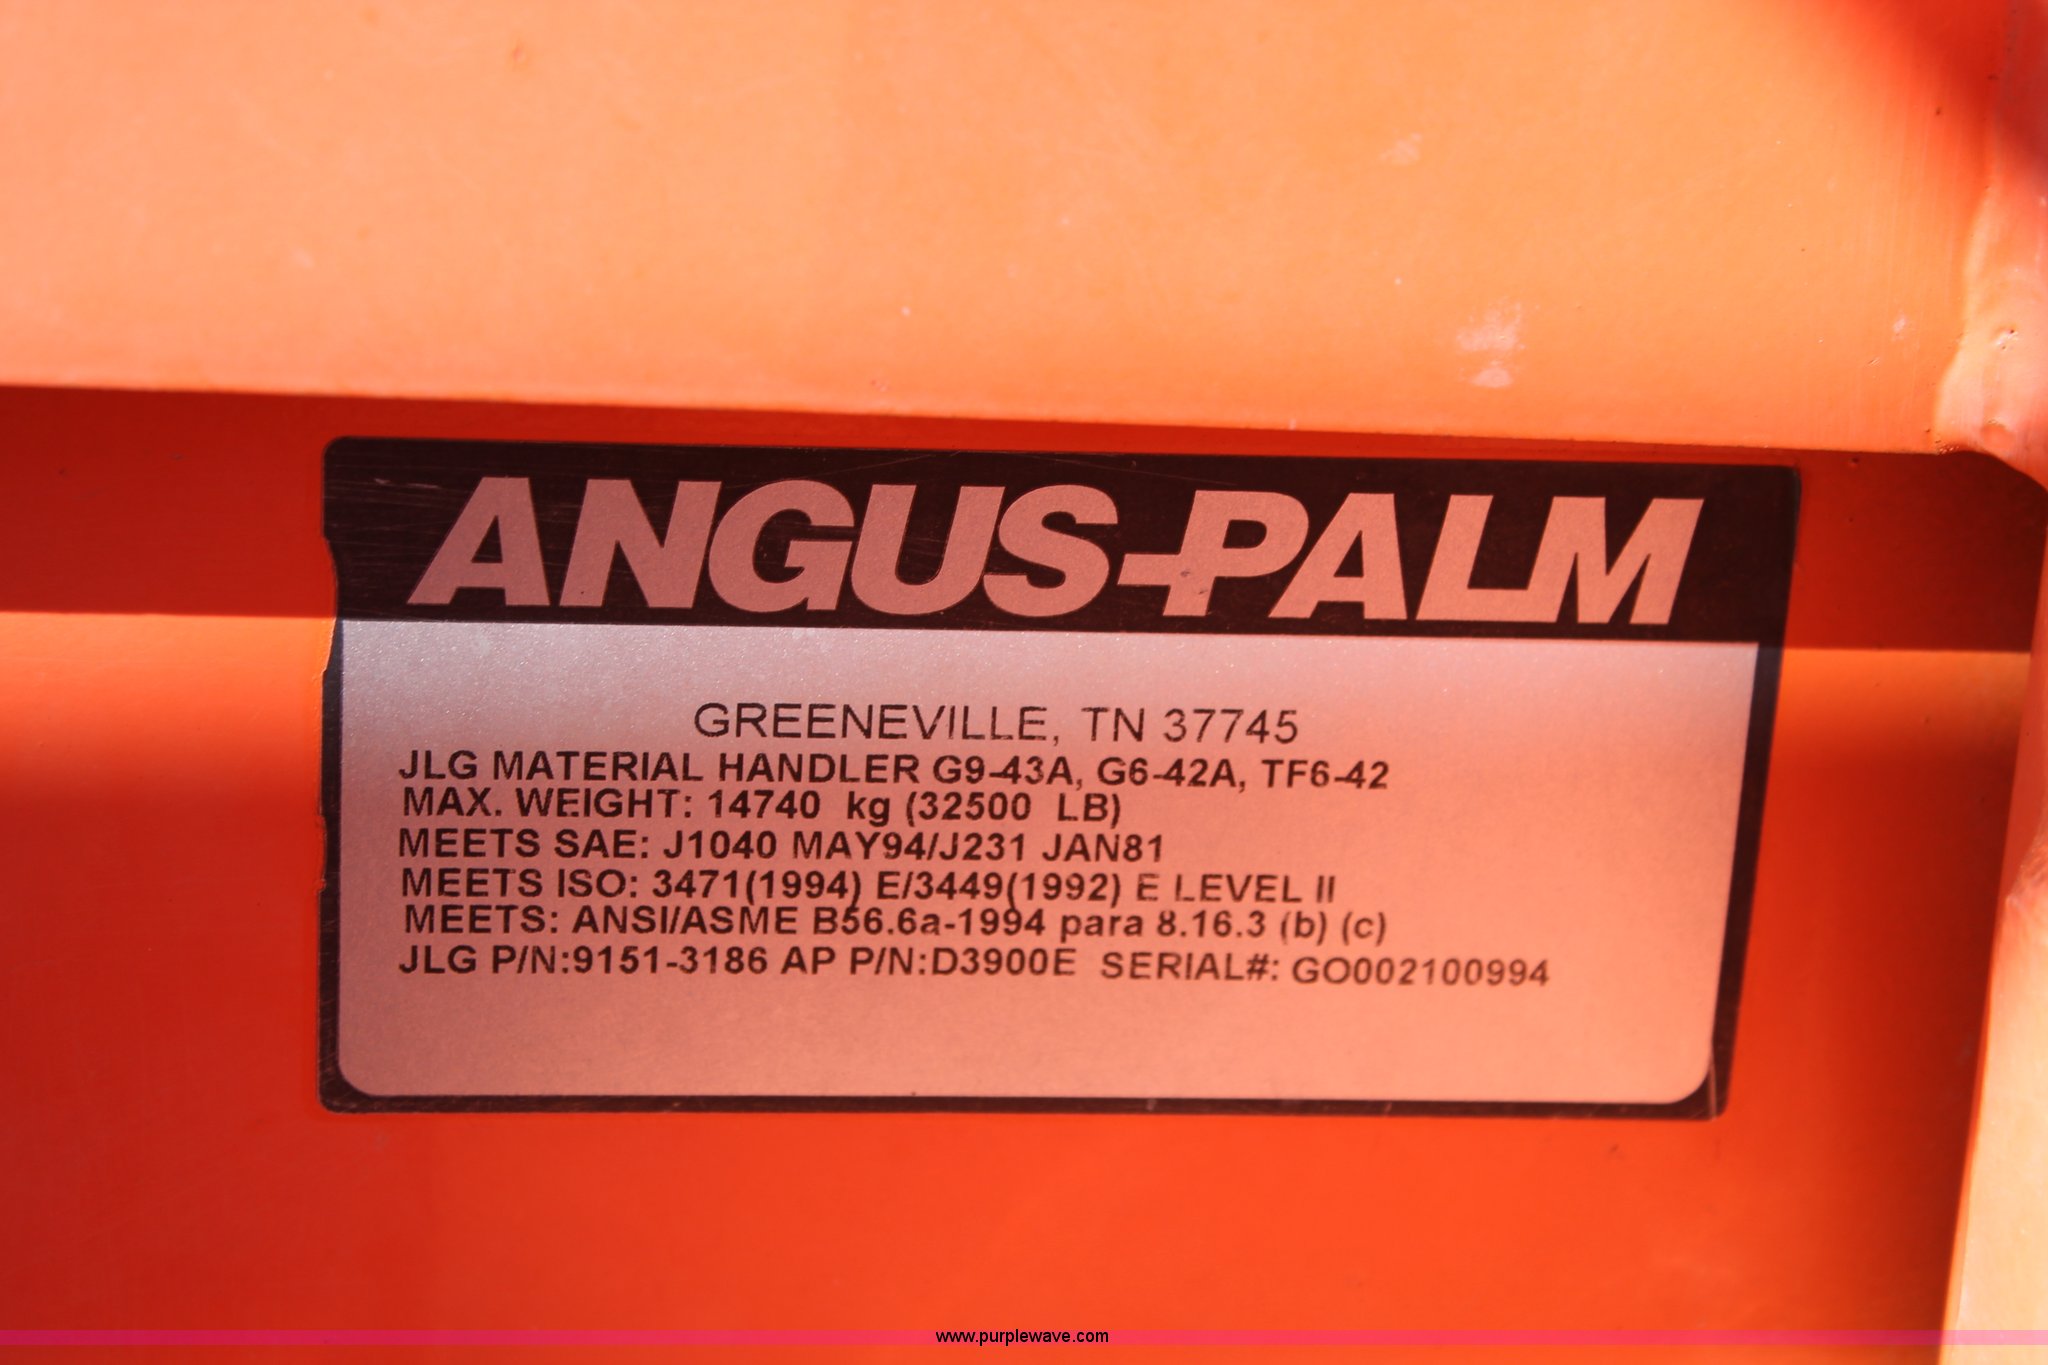 ANGUS-PALM
GREENEVILLE, TN 37745
JLG MATERIAL HANDLER G9-43A, G6-42A, TF6-42
MAX. WEIGHT: 14740 kg (32500 LB)
MEETS SAE: J1040 MAY94/J231 JAN81
MEETS ISO: 3471(1994) E/3449(1992) E LEVEL II
MEETS: ANSI/ASME B56.6a-1994 para 8.16.3 (b) (c)
JLG P/N:9151-3186 AP P/N:D3900E SERIAL#: GO002100994
www.purplewave.com